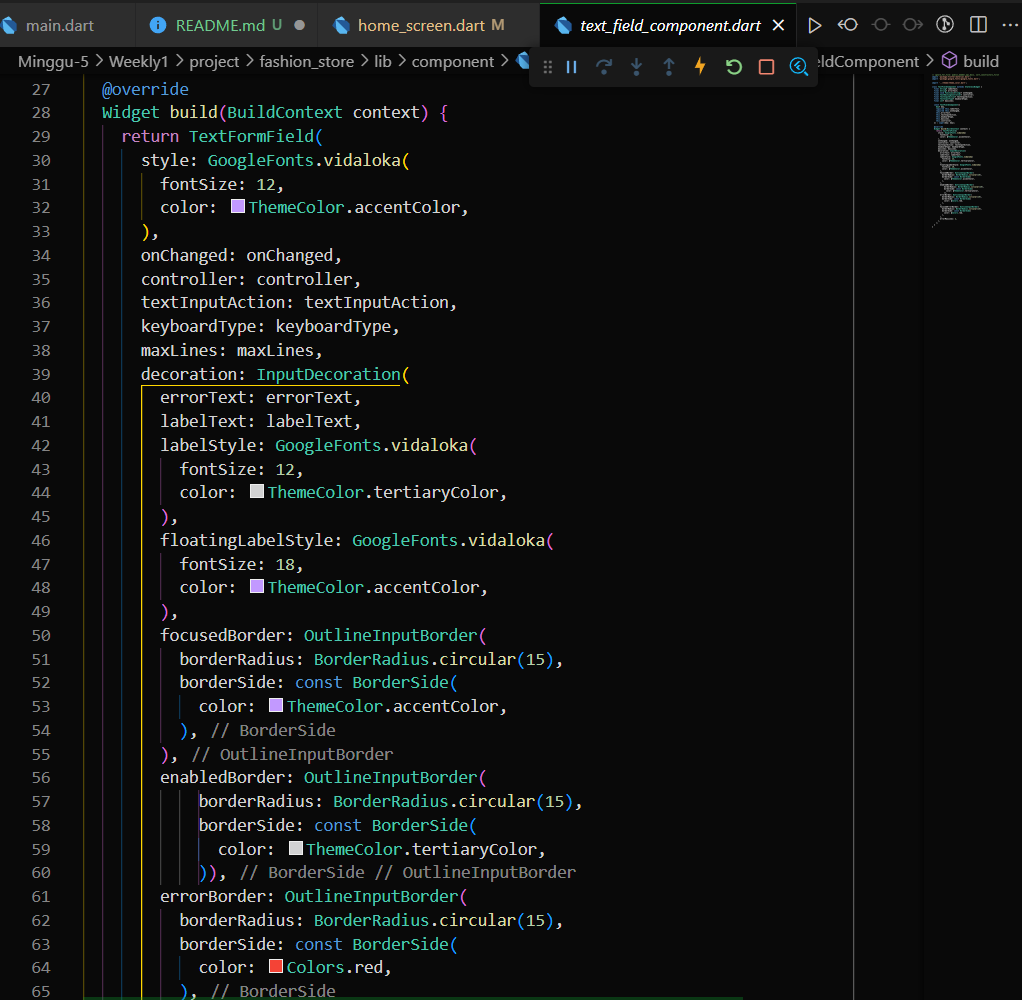 main.dart README.md U home_screen.dart M text_field_component.dart
Minggu-5 > Weekly1 > project > fashion_store > lib > component > ldComponent > build
27 @override
28 Widget build(BuildContext context) {
29 return TextFormField(
30 style: GoogleFonts.vidaloka(
31 fontSize: 12,
32 color: ThemeColor.accentColor,
33 ),
34 onChanged: onChanged,
35 controller: controller,
36 textInputAction: textInputAction,
37 keyboardType: keyboardType,
38 maxLines: maxLines,
39 decoration: InputDecoration(
40 errorText: errorText,
41 labelText: labelText,
42 labelStyle: GoogleFonts.vidaloka(
43 fontSize: 12,
44 color: ThemeColor.tertiaryColor,
45 ),
46 floatingLabelStyle: GoogleFonts.vidaloka(
47 fontSize: 18,
48 color: ThemeColor.accentColor,
49 ),
50 focusedBorder: OutlineInputBorder(
51 borderRadius: BorderRadius.circular(15),
52 borderSide: const BorderSide(
53 color: ThemeColor.accentColor,
54 ), // BorderSide
55 ), // OutlineInputBorder
56 enabledBorder: OutlineInputBorder(
57 borderRadius: BorderRadius.circular(15),
58 borderSide: const BorderSide(
59 color: ThemeColor.tertiaryColor,
60 )), // BorderSide // OutlineInputBorder
61 errorBorder: OutlineInputBorder(
62 borderRadius: BorderRadius.circular(15),
63 borderSide: const BorderSide(
64 color: Colors.red,
65 ), // BorderSide